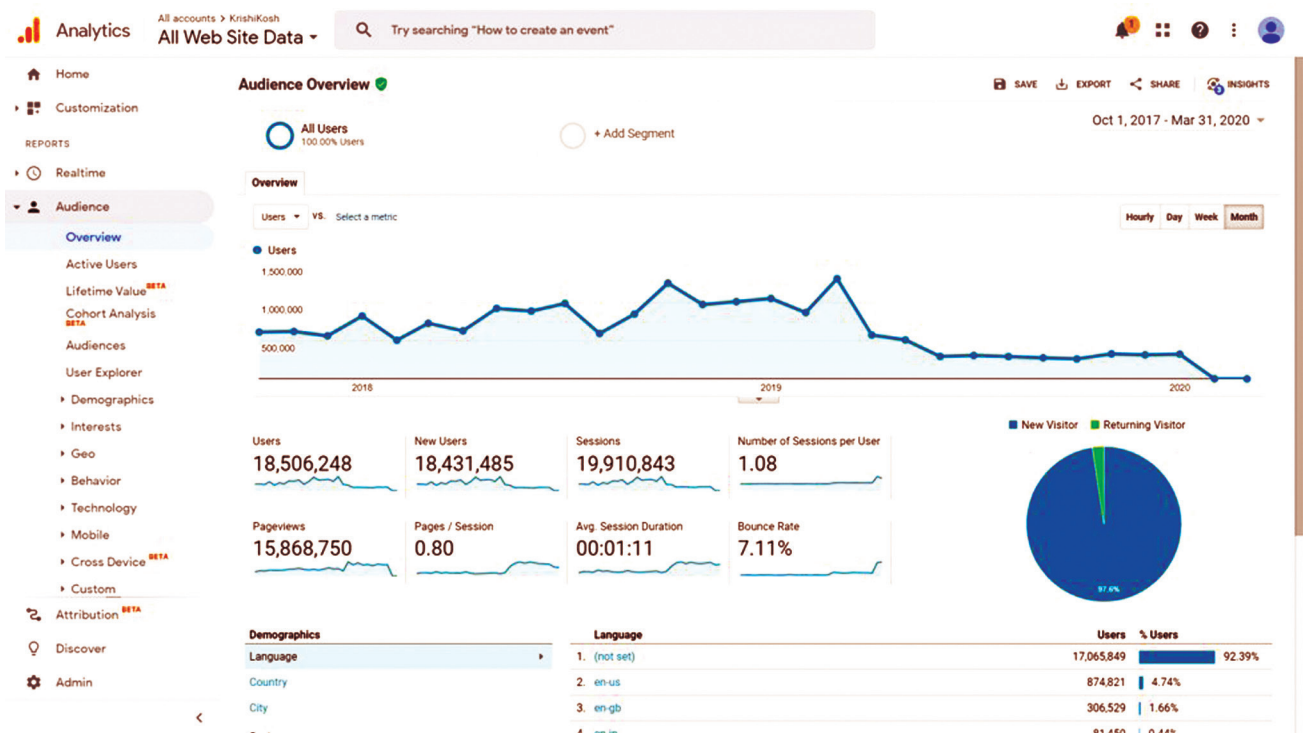 All accounts > KrishiKosh
Analytics
All Web Site Data
Try searching "How to create an event"
1
Home
Customization
REPORTS
Realtime
Audience
Overview
Active Users
Lifetime Value BETA
Cohort Analysis
BETA
Audiences
User Explorer
Demographics
Interests
Geo
Behavior
Technology
Mobile
Cross Device BETA
Custom
Attribution BETA
Discover
Admin
Audience Overview
SAVE EXPORT SHARE INSIGHTS
3
Oct 1, 2017 - Mar 31, 2020
All Users
100.00% Users
+ Add Segment
Overview
Users VS. Select a metric
Hourly Day Week Month
Users
1,500,000
1,000,000
500,000
2018 2019 2020
Users New Users Sessions Number of Sessions per User
18,506,248 18,431,485 19,910,843 1.08
Pageviews Pages / Session Avg. Session Duration Bounce Rate
15,868,750 0.80 00:01:11 7.11%
New Visitor Returning Visitor
97.6%
Demographics
Language
Country
City
Language Users % Users
1. (not set) 17,065,849 92.39%
2. en-us 874,821 4.74%
3. en-gb 306,529 1.66%